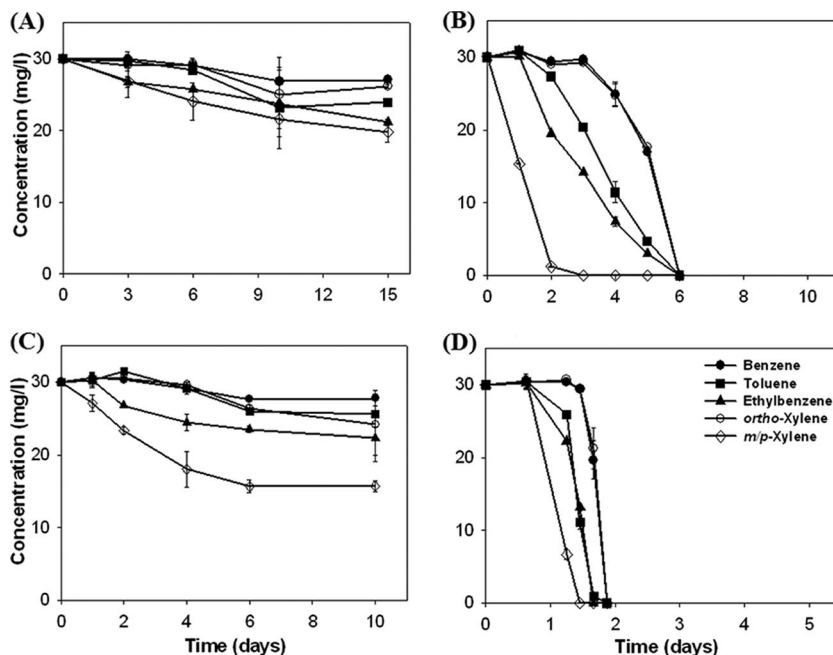 (A)
(B)
Concentration (mg/l)
30
20
10
0
0 3 6 9 12 15
30
20
10
0
0 2 4 6 8 10
(C)
(D)
Concentration (mg/l)
30
20
10
0
0 2 4 6 8 10
Time (days)
30
20
10
0
0 1 2 3 4 5
Time (days)
Benzene
Toluene
Ethylbenzene
ortho-Xylene
m/p-Xylene